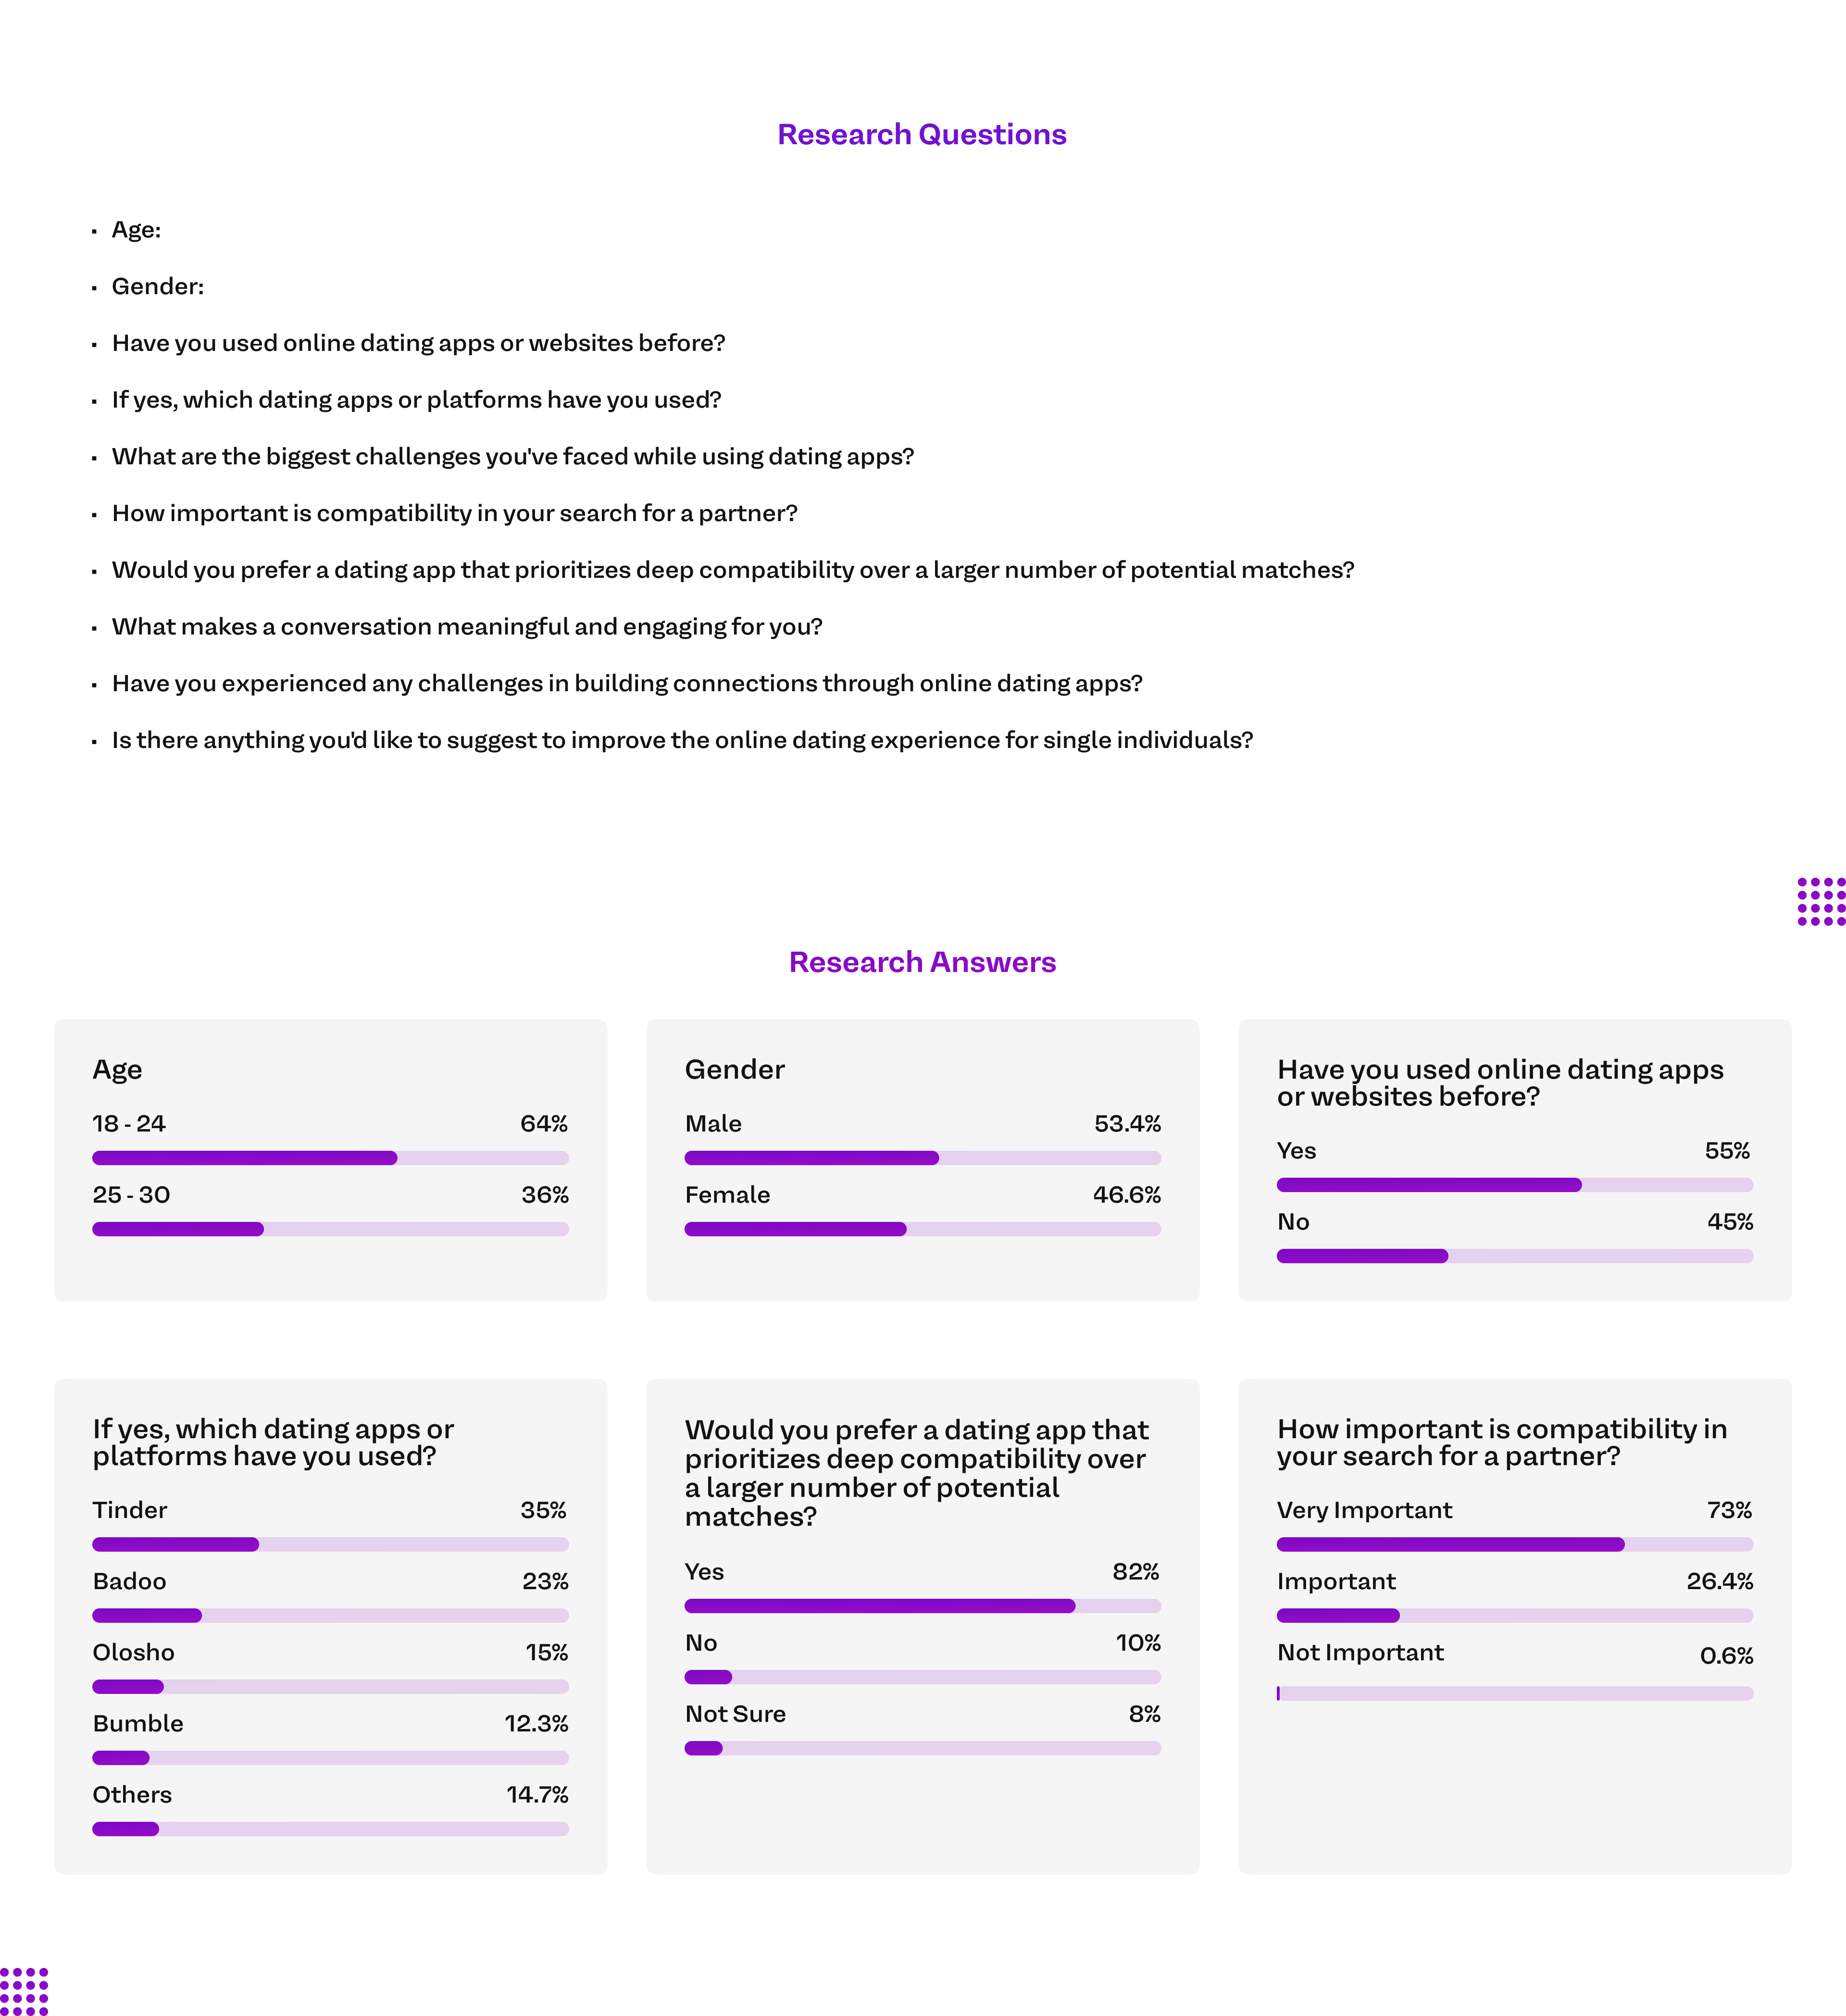 Research Questions
Age:
Gender:
Have you used online dating apps or websites before?
If yes, which dating apps or platforms have you used?
What are the biggest challenges you've faced while using dating apps?
How important is compatibility in your search for a partner?
Would you prefer a dating app that prioritizes deep compatibility over a larger number of potential matches?
What makes a conversation meaningful and engaging for you?
Have you experienced any challenges in building connections through online dating apps?
Is there anything you'd like to suggest to improve the online dating experience for single individuals?
Research Answers
Age
18 - 24 64%
25 - 30 36%
Gender
Male 53.4%
Female 46.6%
Have you used online dating apps
or websites before?
Yes 55%
No 45%
If yes, which dating apps or
platforms have you used?
Tinder 35%
Badoo 23%
Olosho 15%
Bumble 12.3%
Others 14.7%
Would you prefer a dating app that
prioritizes deep compatibility over
a larger number of potential
matches?
Yes 82%
No 10%
Not Sure 8%
How important is compatibility in
your search for a partner?
Very Important 73%
Important 26.4%
Not Important 0.6%